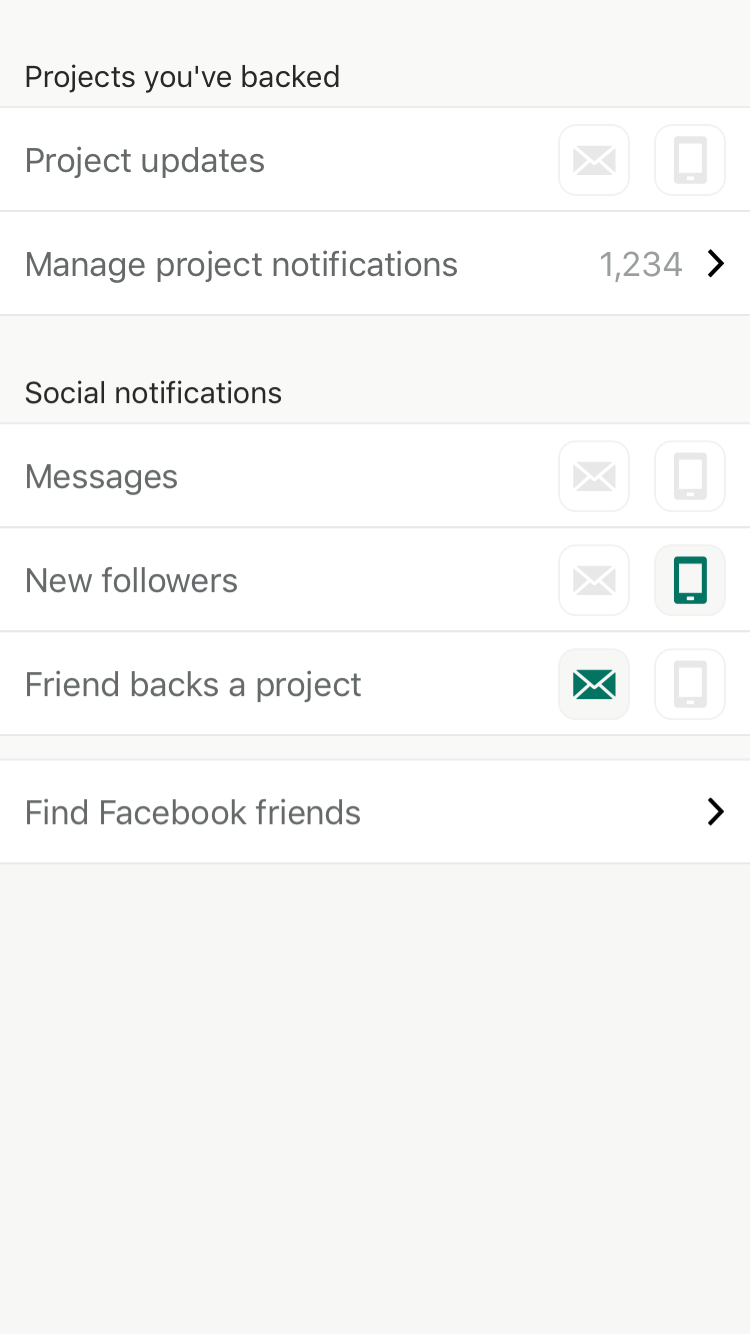 Projects you've backed
Project updates
Manage project notifications 1,234
Social notifications
Messages
New followers
Friend backs a project
Find Facebook friends